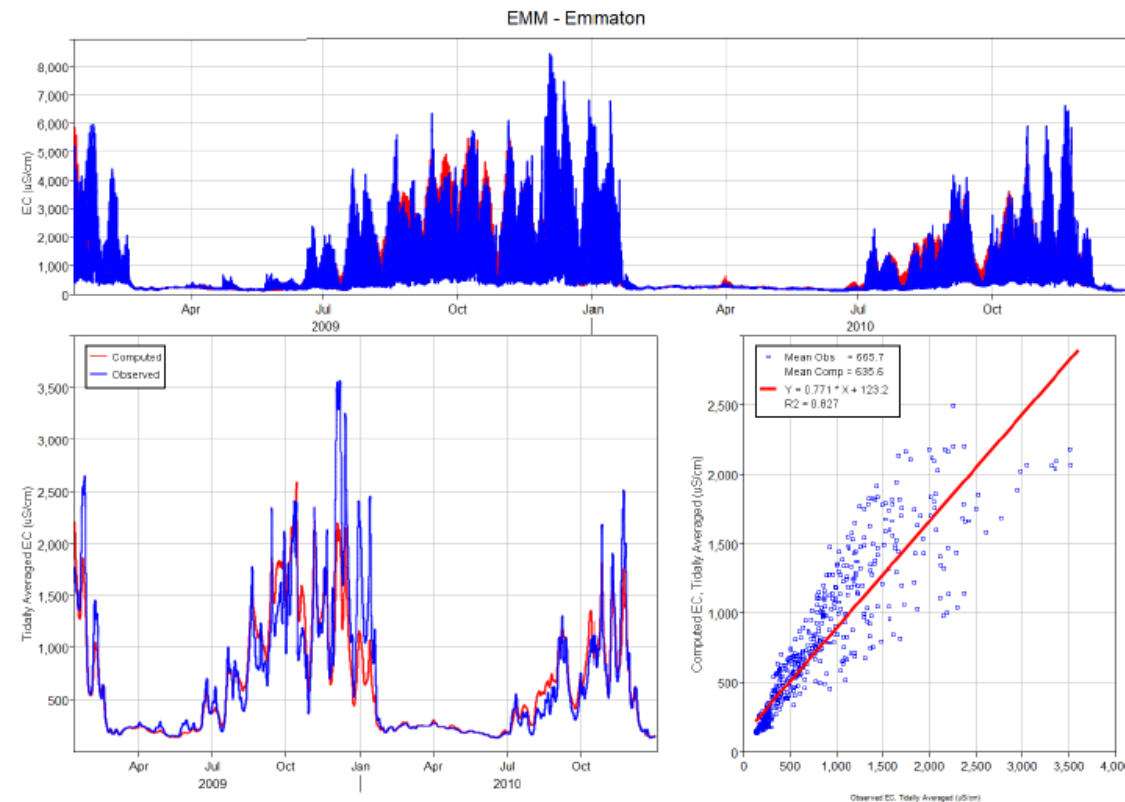 EMM - Emmaton
EC (uS/cm)
8,000
7,000
6,000
5,000
4,000
3,000
2,000
1,000
0
Apr Jul Oct Jan Apr Jul Oct
2009 2010
Computed
Observed
Tidally Averaged EC (uS/cm)
3,500
3,000
2,500
2,000
1,500
1,000
500
Apr Jul Oct Jan Apr Jul Oct
2009 2010
Mean Obs = 665.7
Mean Comp = 635.6
Y = 0.771 * X + 123.2
R2 = 0.827
Computed EC, Tidally Averaged (uS/cm)
2,500
2,000
1,500
1,000
500
0
0 500 1,000 1,500 2,000 2,500 3,000 3,500 4,000
Observed EC, Tidally Averaged (uS/cm)